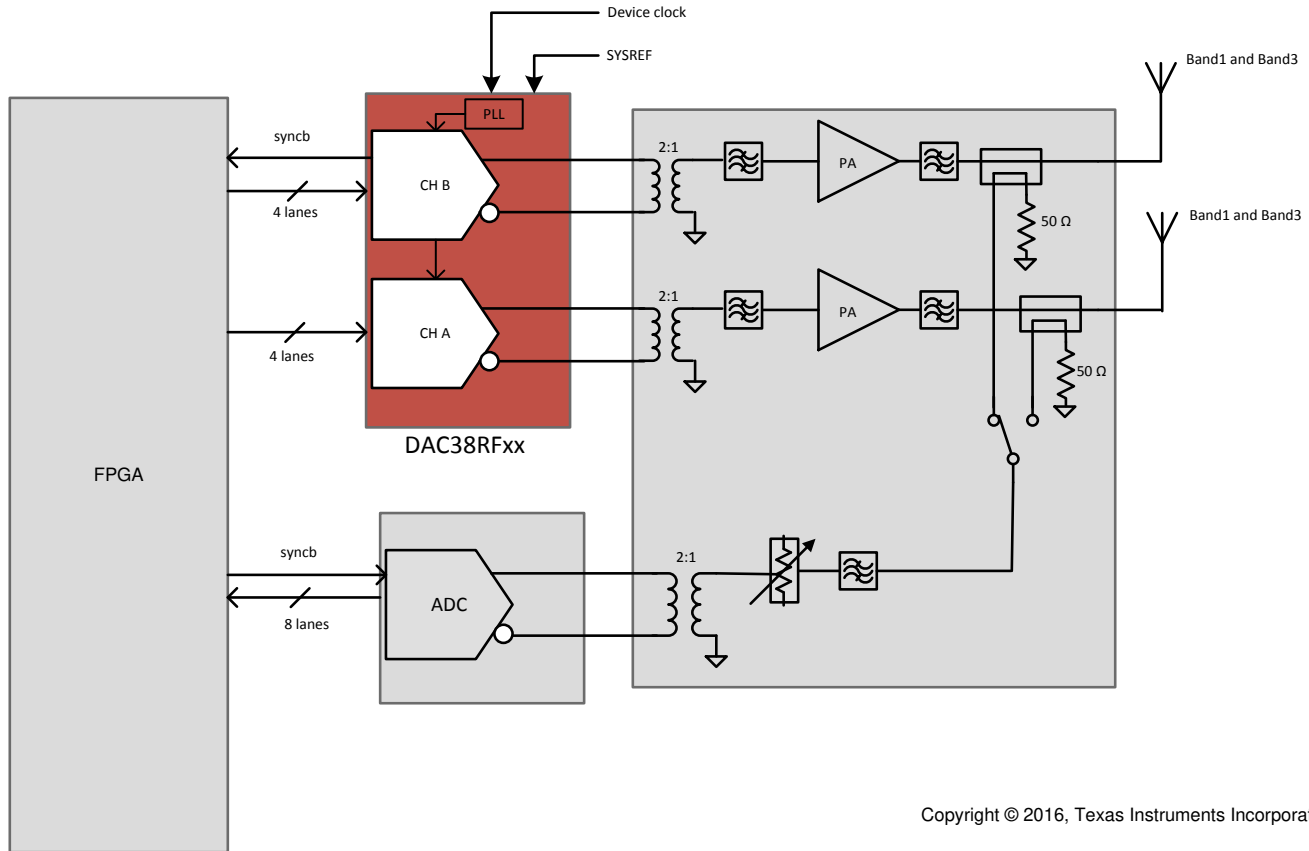 Device clock
SYSREF
Band1 and Band3
PLL
syncb
2:1
CH B
PA
4 lanes
50 Ω
Band1 and Band3
2:1
CH A
PA
4 lanes
50 Ω
DAC38RFxx
FPGA
syncb
2:1
ADC
8 lanes
Copyright © 2016, Texas Instruments